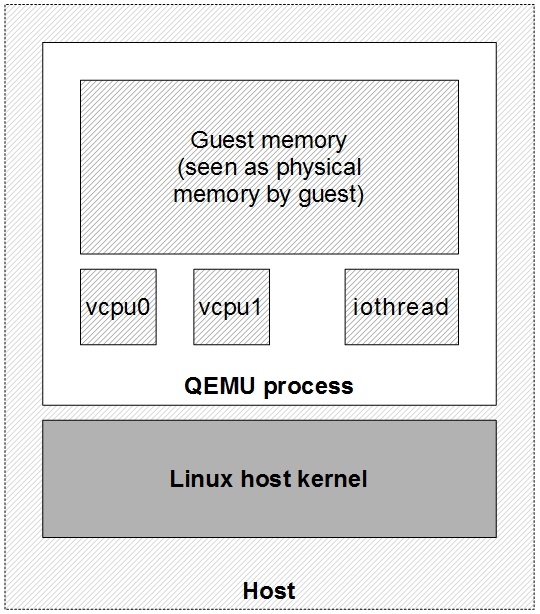 Guest memory
(seen as physical
memory by guest)
vcpu0
vcpu1
iothread
QEMU process
Linux host kernel
Host